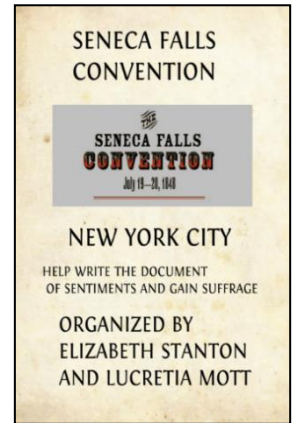 SENECA FALLS
CONVENTION
THE
SENECA FALLS
CONVENTION
July 19–20, 1848
NEW YORK CITY
HELP WRITE THE DOCUMENT
OF SENTIMENTS AND GAIN SUFFRAGE
ORGANIZED BY
ELIZABETH STANTON
AND LUCRETIA MOTT